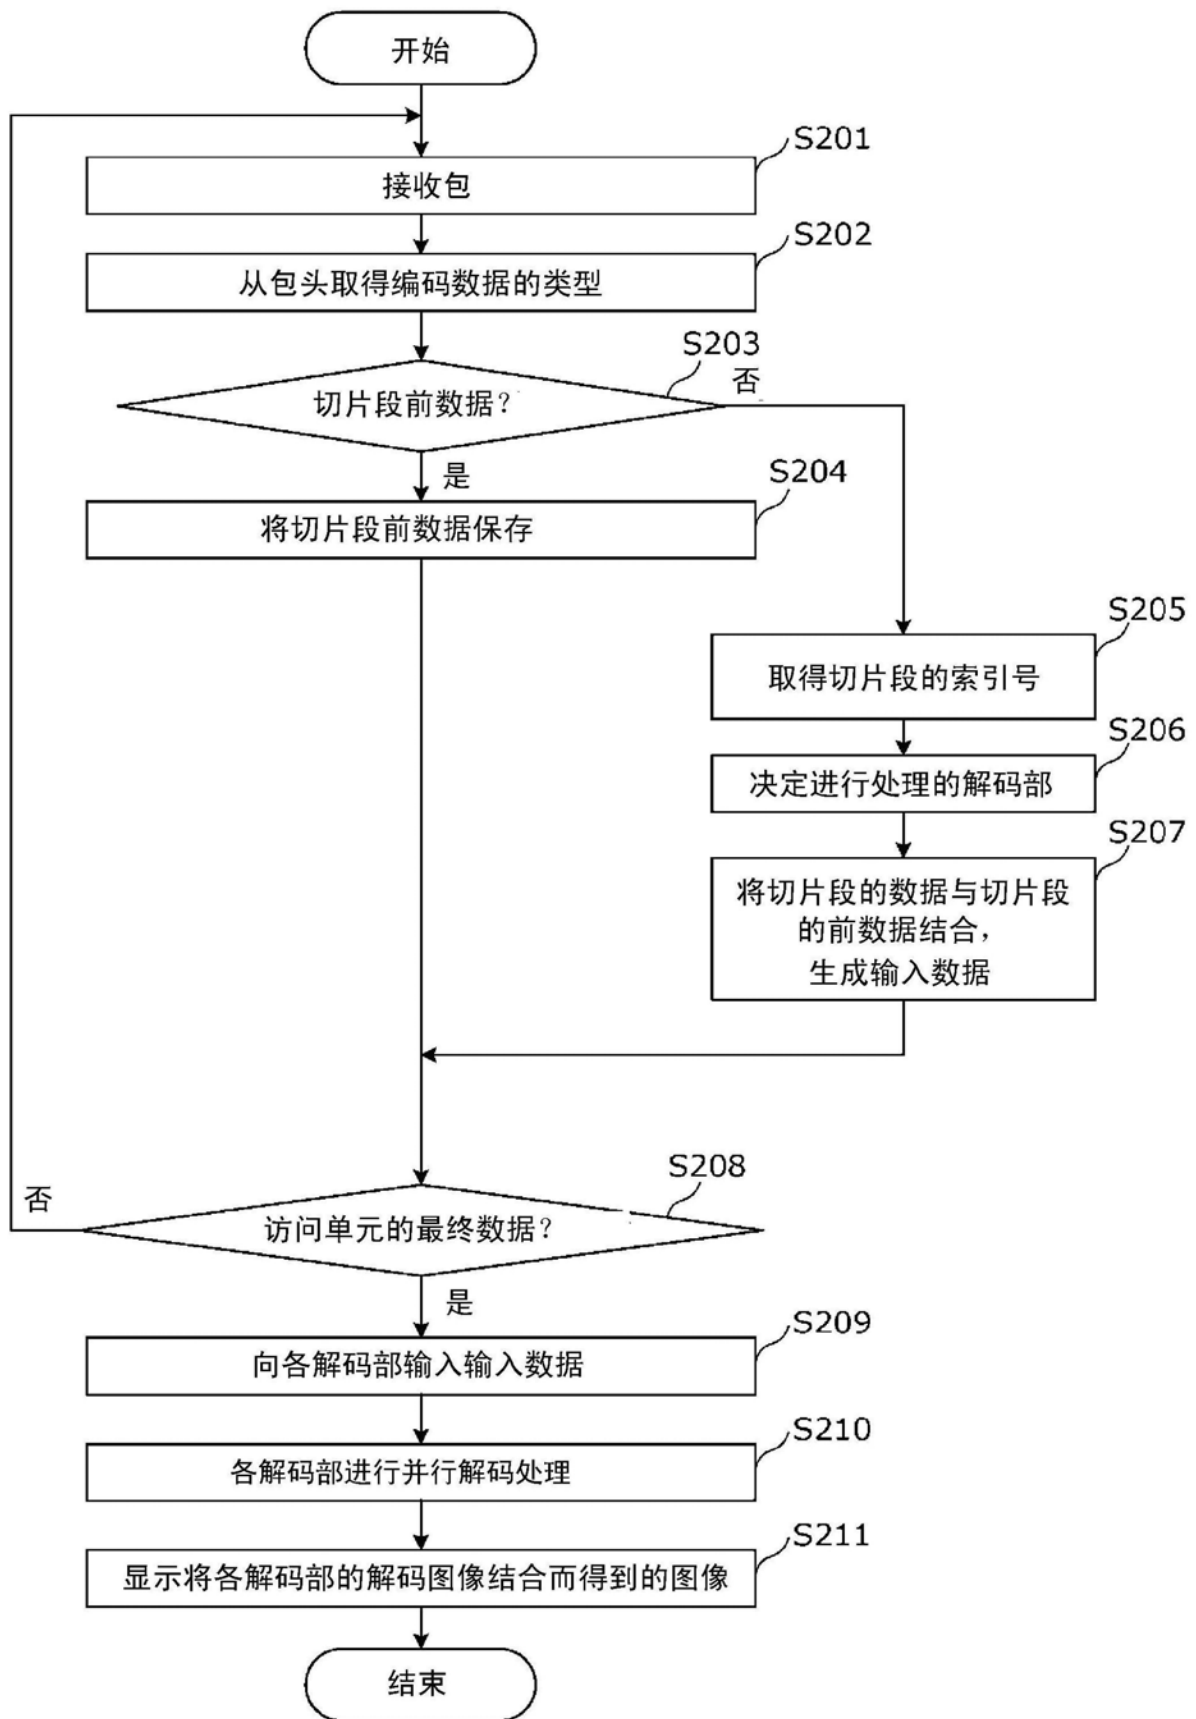 开始
S201
接收包
S202
从包头取得编码数据的类型
S203
切片段前数据？
否
是
S204
将切片段前数据保存
S205
取得切片段的索引号
S206
决定进行处理的解码部
S207
将切片段的数据与切片段
的前数据结合，
生成输入数据
S208
否
访问单元的最终数据？
是
S209
向各解码部输入输入数据
S210
各解码部进行并行解码处理
S211
显示将各解码部的解码图像结合而得到的图像
结束